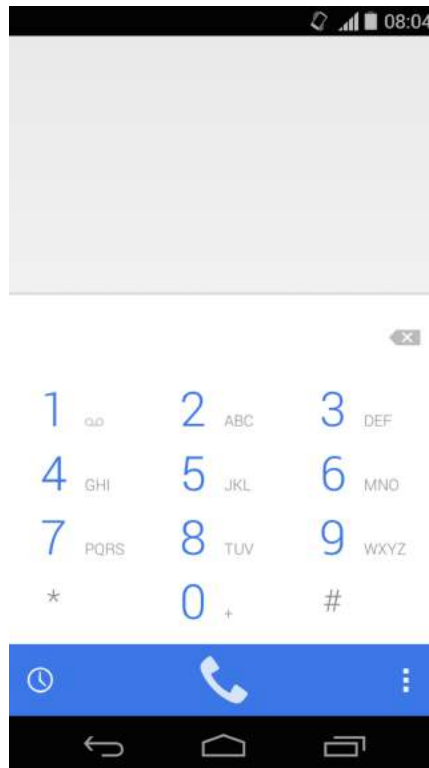 08:04
1 2 ABC 3 DEF
4 GHI 5 JKL 6 MNO
7 PQRS 8 TUV 9 WXYZ
* 0 + #